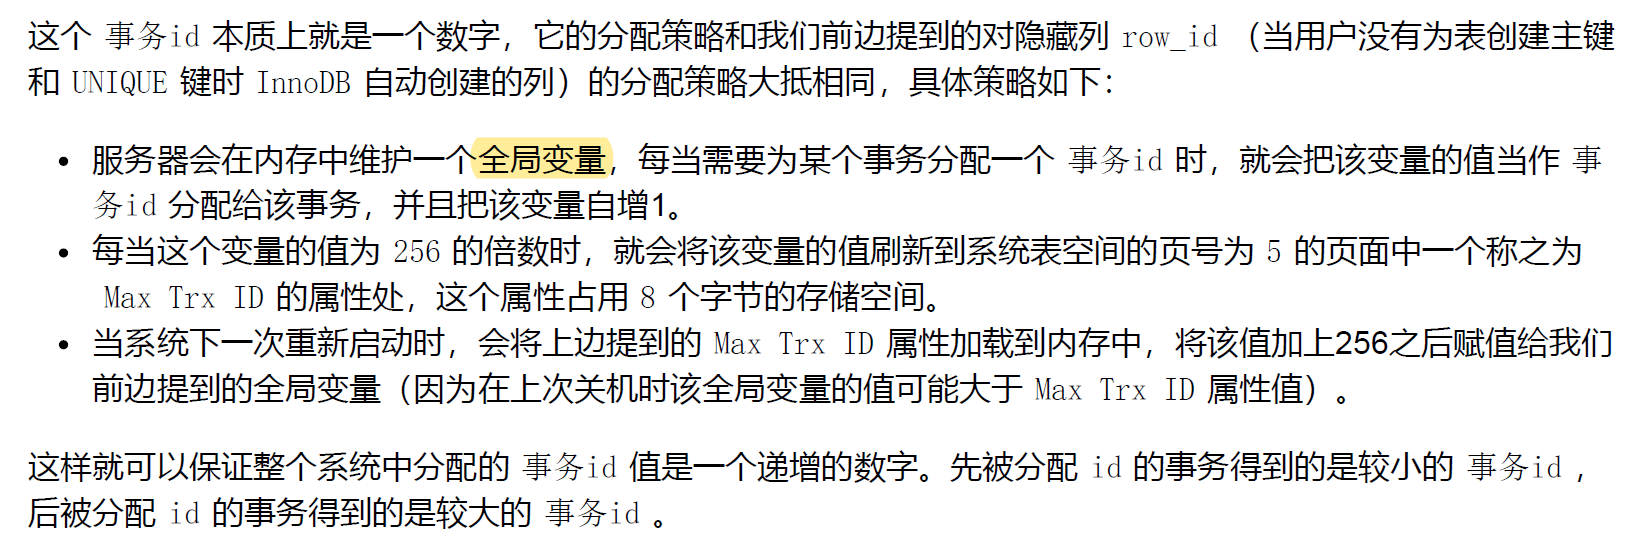 这个 事务id 本质上就是一个数字，它的分配策略和我们前边提到的对隐藏列 row_id （当用户没有为表创建主键
和 UNIQUE 键时 InnoDB 自动创建的列）的分配策略大抵相同，具体策略如下：
• 服务器会在内存中维护一个全局变量，每当需要为某个事务分配一个 事务id 时，就会把该变量的值当作 事
务id 分配给该事务，并且把该变量自增1。
• 每当这个变量的值为 256 的倍数时，就会将该变量的值刷新到系统表空间的页号为 5 的页面中一个称之为
Max Trx ID 的属性处，这个属性占用 8 个字节的存储空间。
• 当系统下一次重新启动时，会将上边提到的 Max Trx ID 属性加载到内存中，将该值加上256之后赋值给我们
前边提到的全局变量（因为在上次关机时该全局变量的值可能大于 Max Trx ID 属性值）。
这样就可以保证整个系统中分配的 事务id 值是一个递增的数字。先被分配 id 的事务得到的是较小的 事务id ，
后被分配 id 的事务得到的是较大的 事务id 。